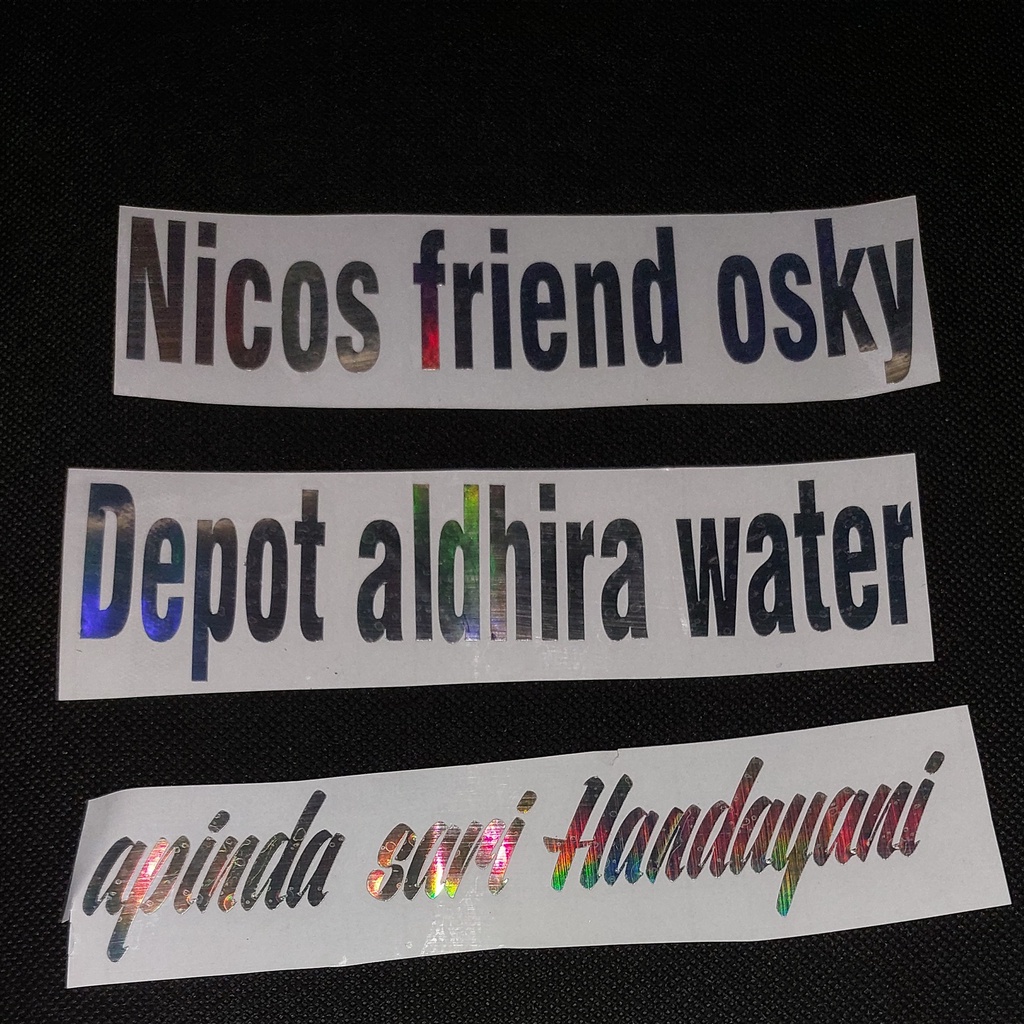 Nicos friend osky
Depot aldhira water
apinda sari Handayani